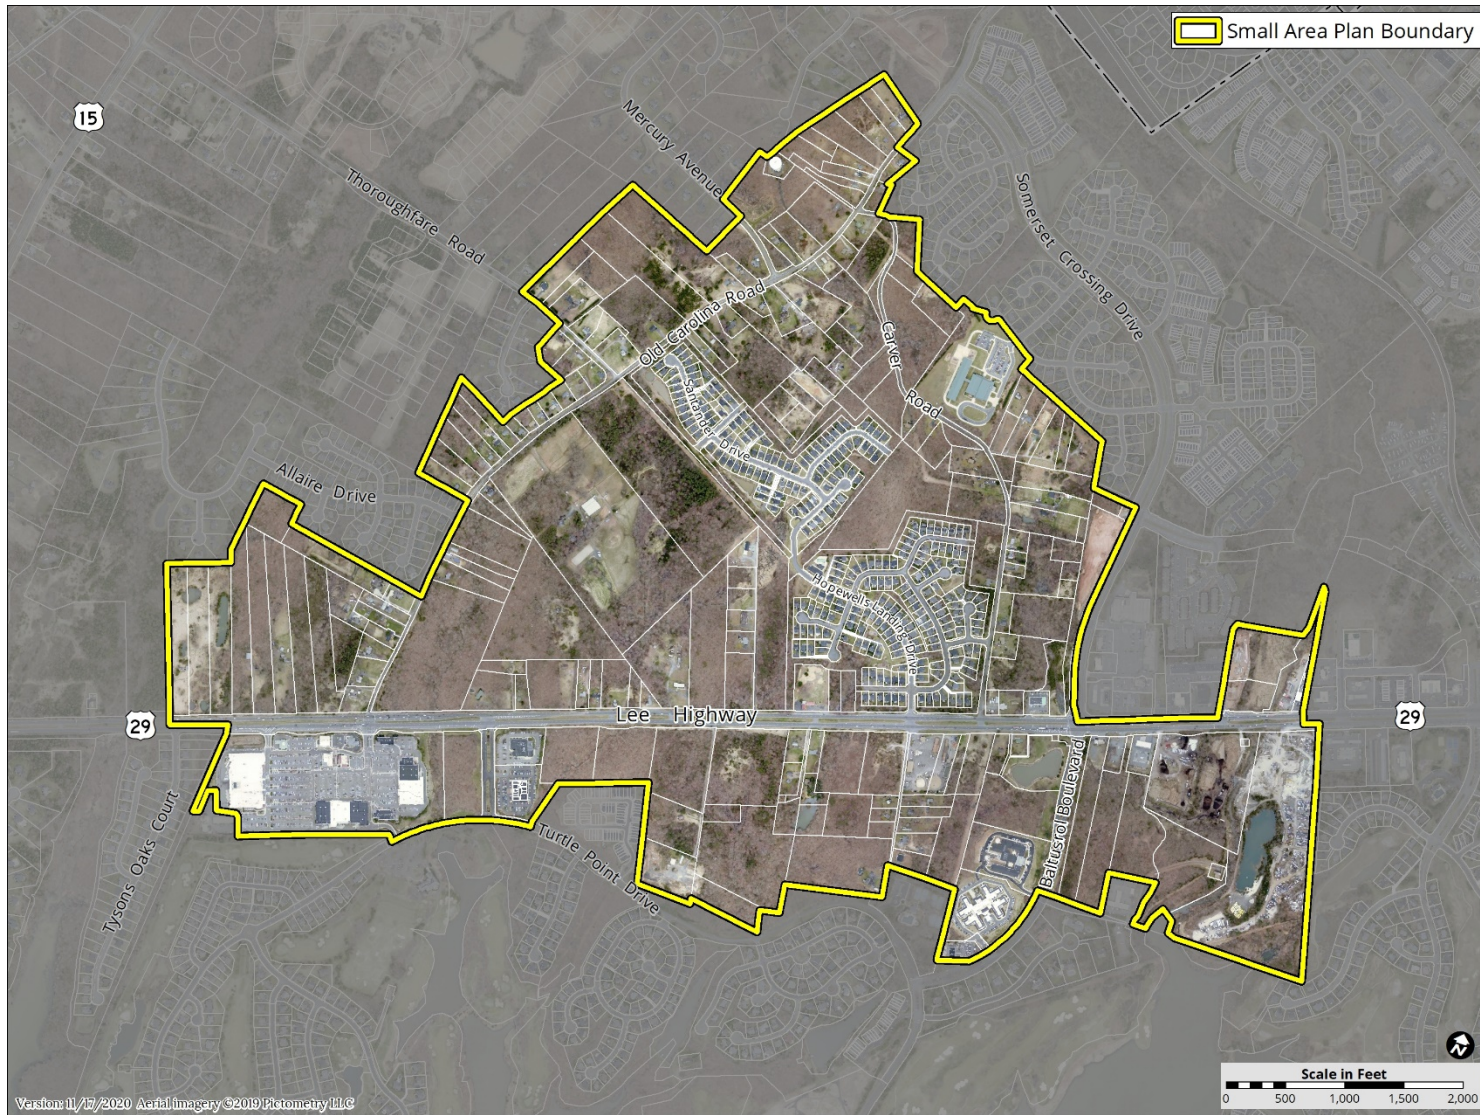 Small Area Plan Boundary
15
Mercury Avenue
Thoroughfare Road
Somerset Crossing Drive
Old Carolina Road
Carver Road
Santander Drive
Allaire Drive
Hopewells Landing Drive
Lee Highway
29
29
Baltusrol Boulevard
Tysons Oaks Court
Turtle Point Drive
N
Scale in Feet
0 500 1,000 1,500 2,000
Version: 11/17/2020 Aerial imagery ©2019 Pictometry LLC